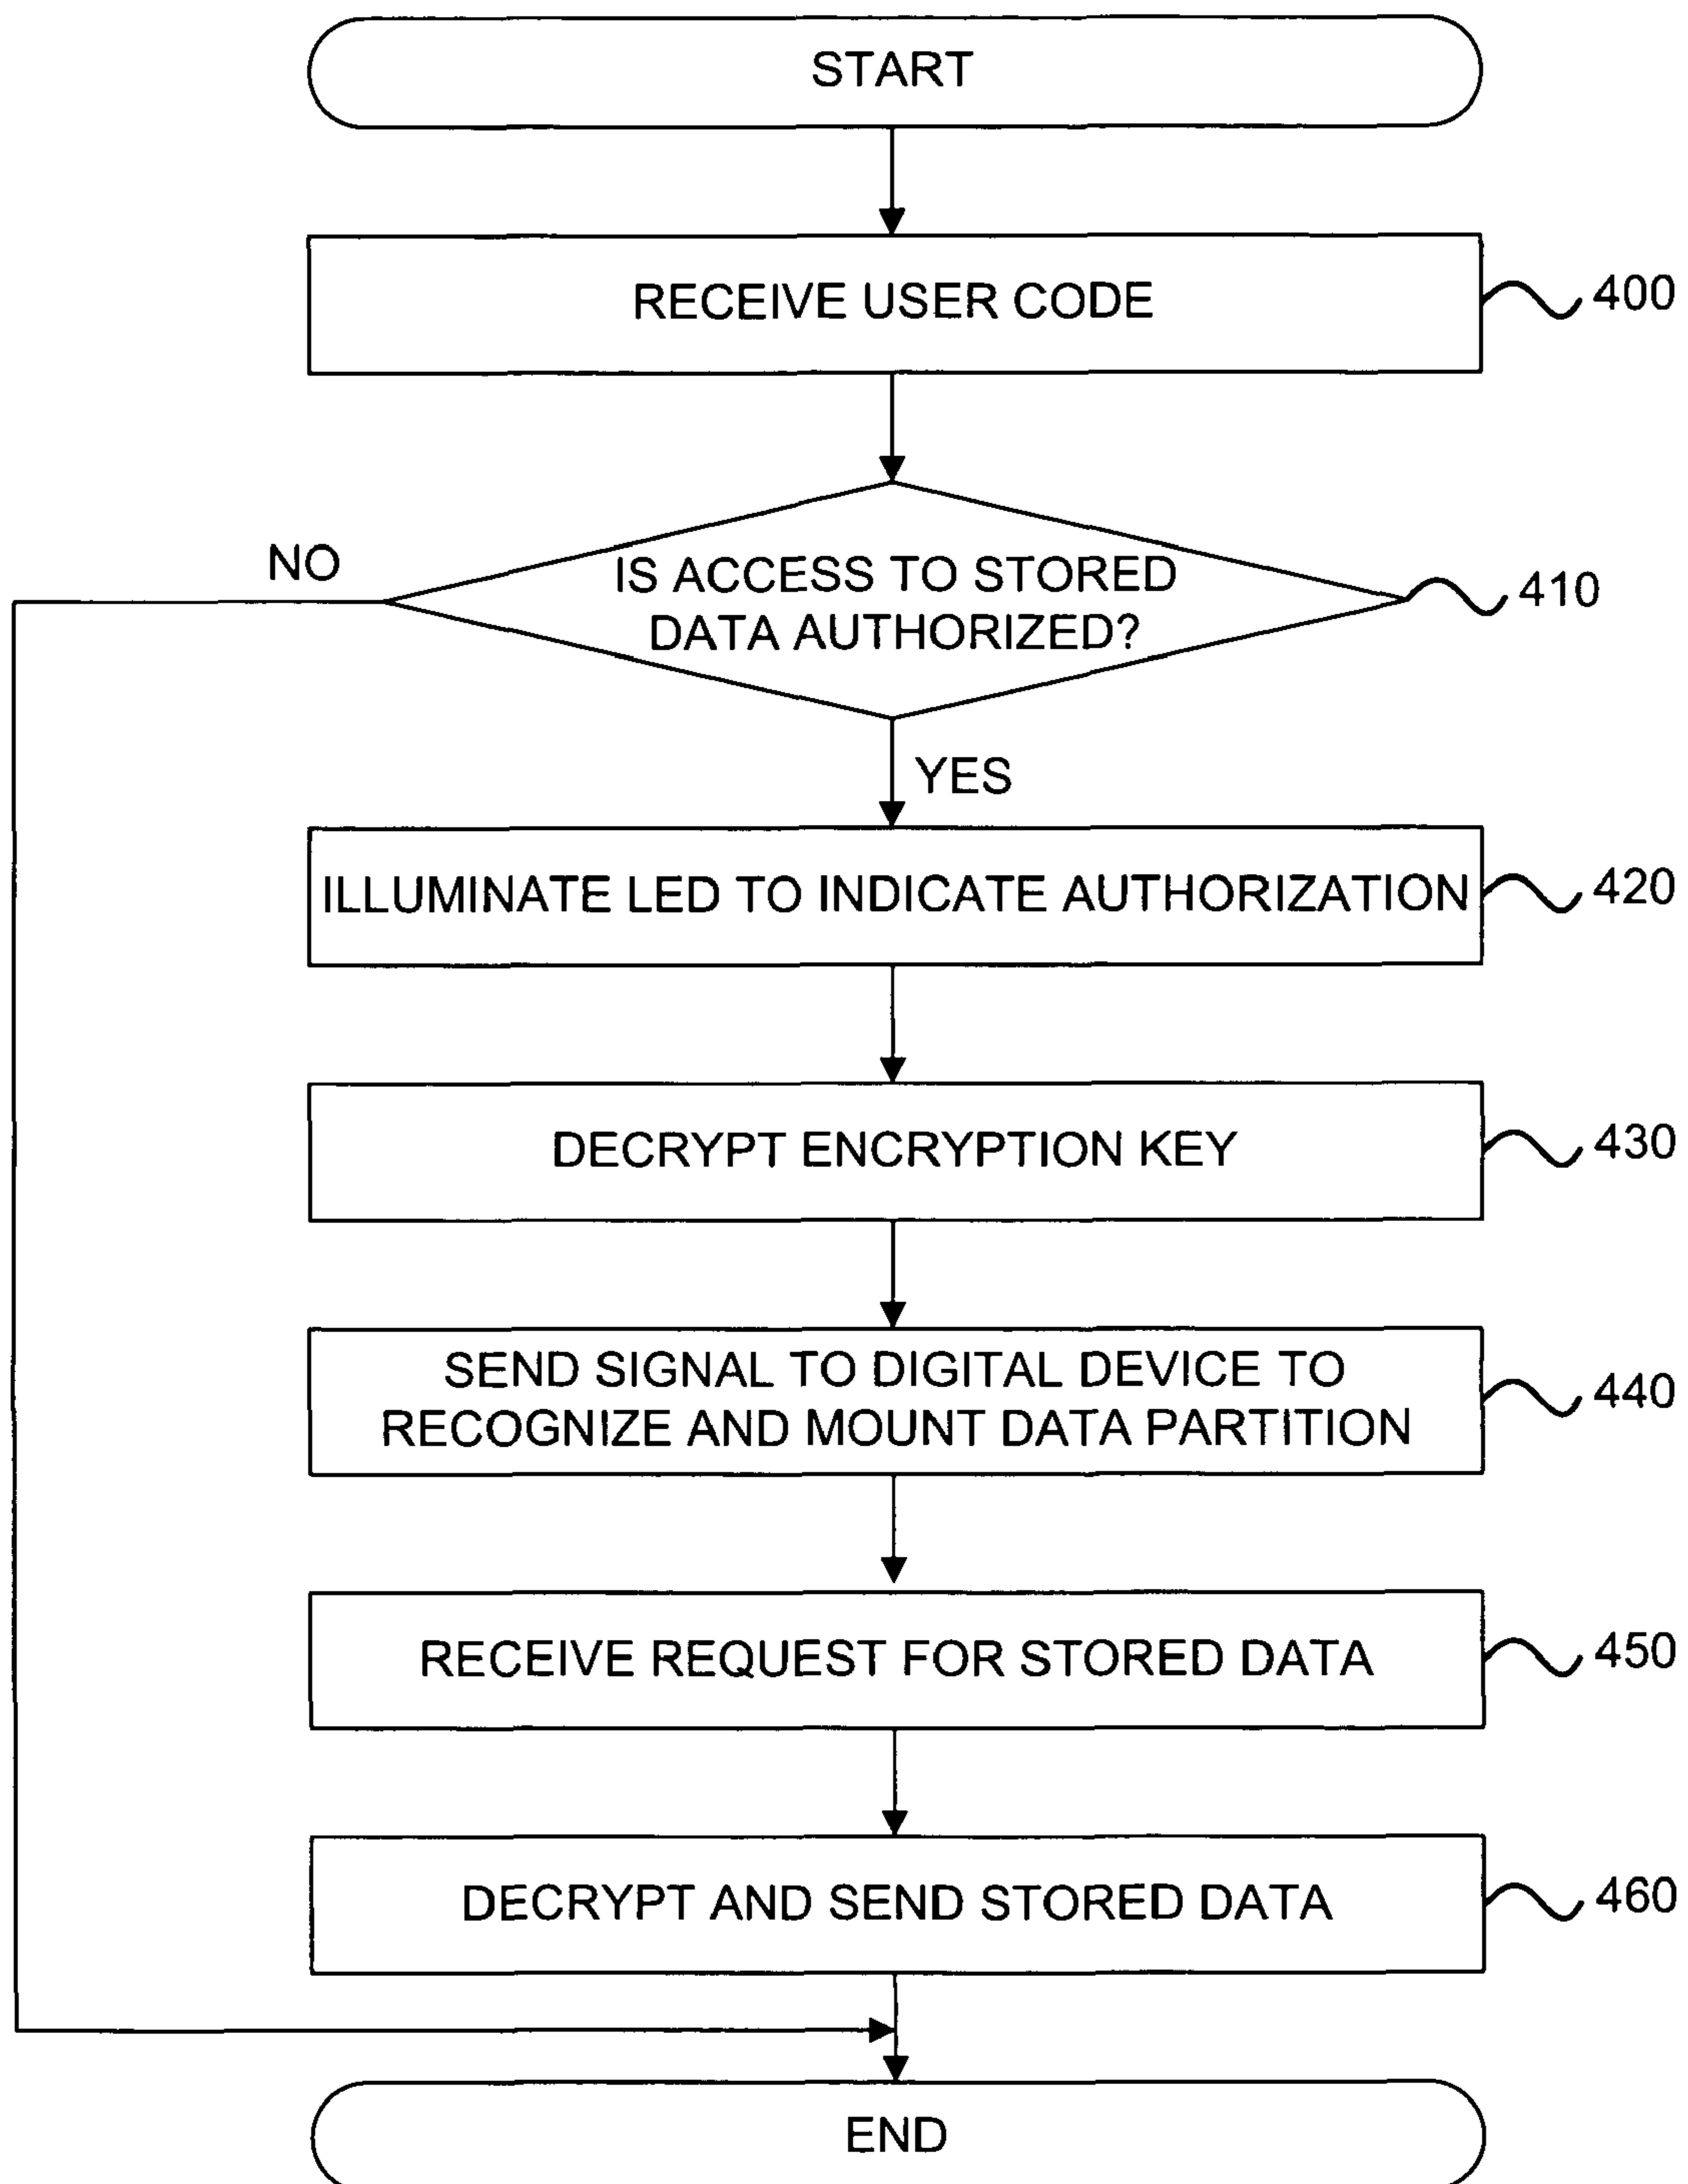 START
RECEIVE USER CODE
400
IS ACCESS TO STORED
DATA AUTHORIZED?
410
NO
YES
ILLUMINATE LED TO INDICATE AUTHORIZATION
420
DECRYPT ENCRYPTION KEY
430
SEND SIGNAL TO DIGITAL DEVICE TO
RECOGNIZE AND MOUNT DATA PARTITION
440
RECEIVE REQUEST FOR STORED DATA
450
DECRYPT AND SEND STORED DATA
460
END